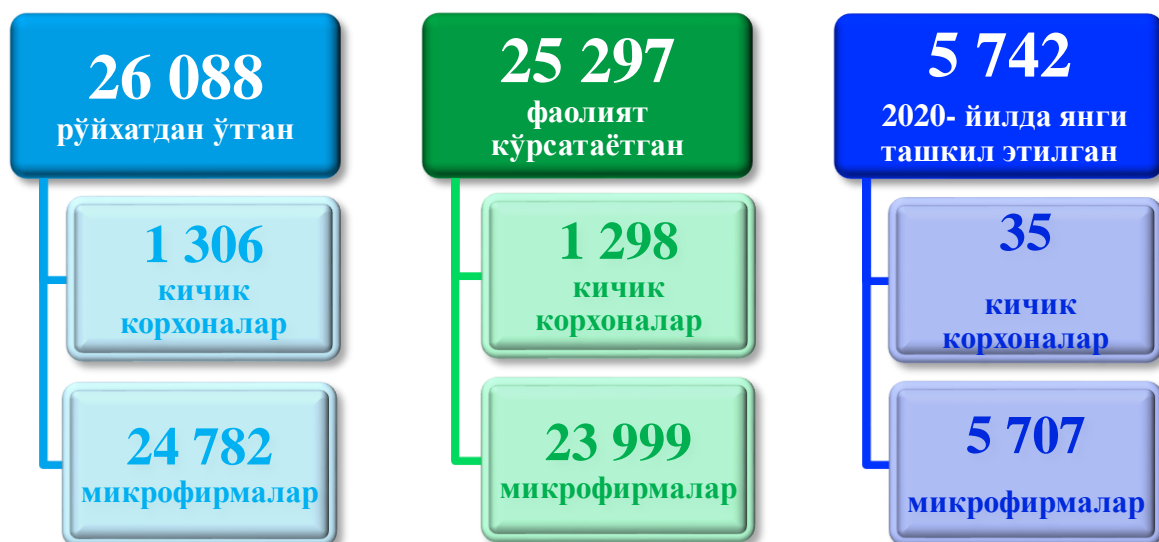 26 088
рўйхатдан ўтган
1 306
кичик
корхоналар
24 782
микрофирмалар
25 297
фаолият
кўрсатаётган
1 298
кичик
корхоналар
23 999
микрофирмалар
5 742
2020- йилда янги
ташкил этилган
35
кичик
корхоналар
5 707
микрофирмалар